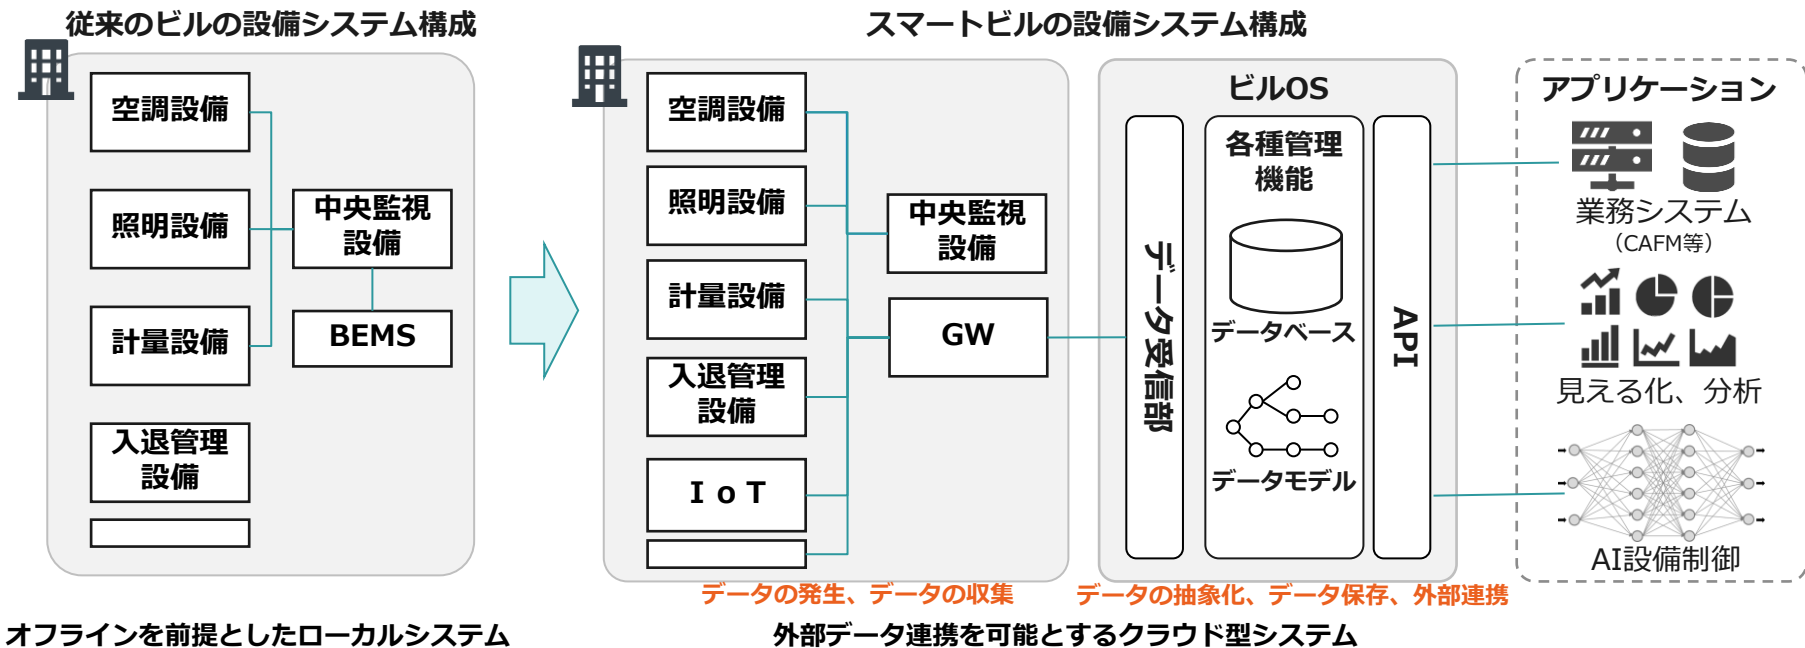 従来のビルの設備システム構成
空調設備
照明設備
計量設備
入退管理
設備
中央監視
設備
BEMS
オフラインを前提としたローカルシステム
スマートビルの設備システム構成
空調設備
照明設備
計量設備
入退管理
設備
ＩｏＴ
中央監視
設備
GW
データの発生、データの収集
ビルOS
データ受信部
各種管理
機能
データベース
データモデル
API
データの抽象化、データ保存、外部連携
アプリケーション
業務システム
（CAFM等）
見える化、分析
AI設備制御
外部データ連携を可能とするクラウド型システム